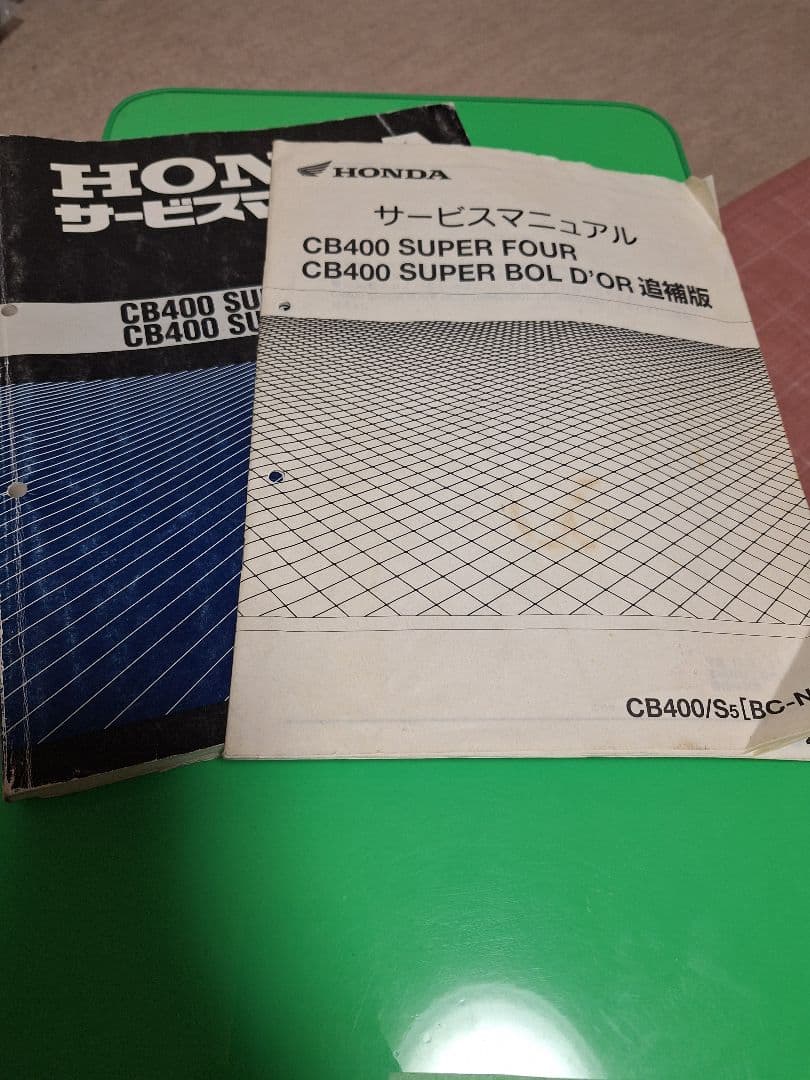 HON
サービスマ
CB400 SU
CB400 SU
HONDA
サービスマニュアル
CB400 SUPER FOUR
CB400 SUPER BOL D'OR 追補版
CB400/S5[BC-N